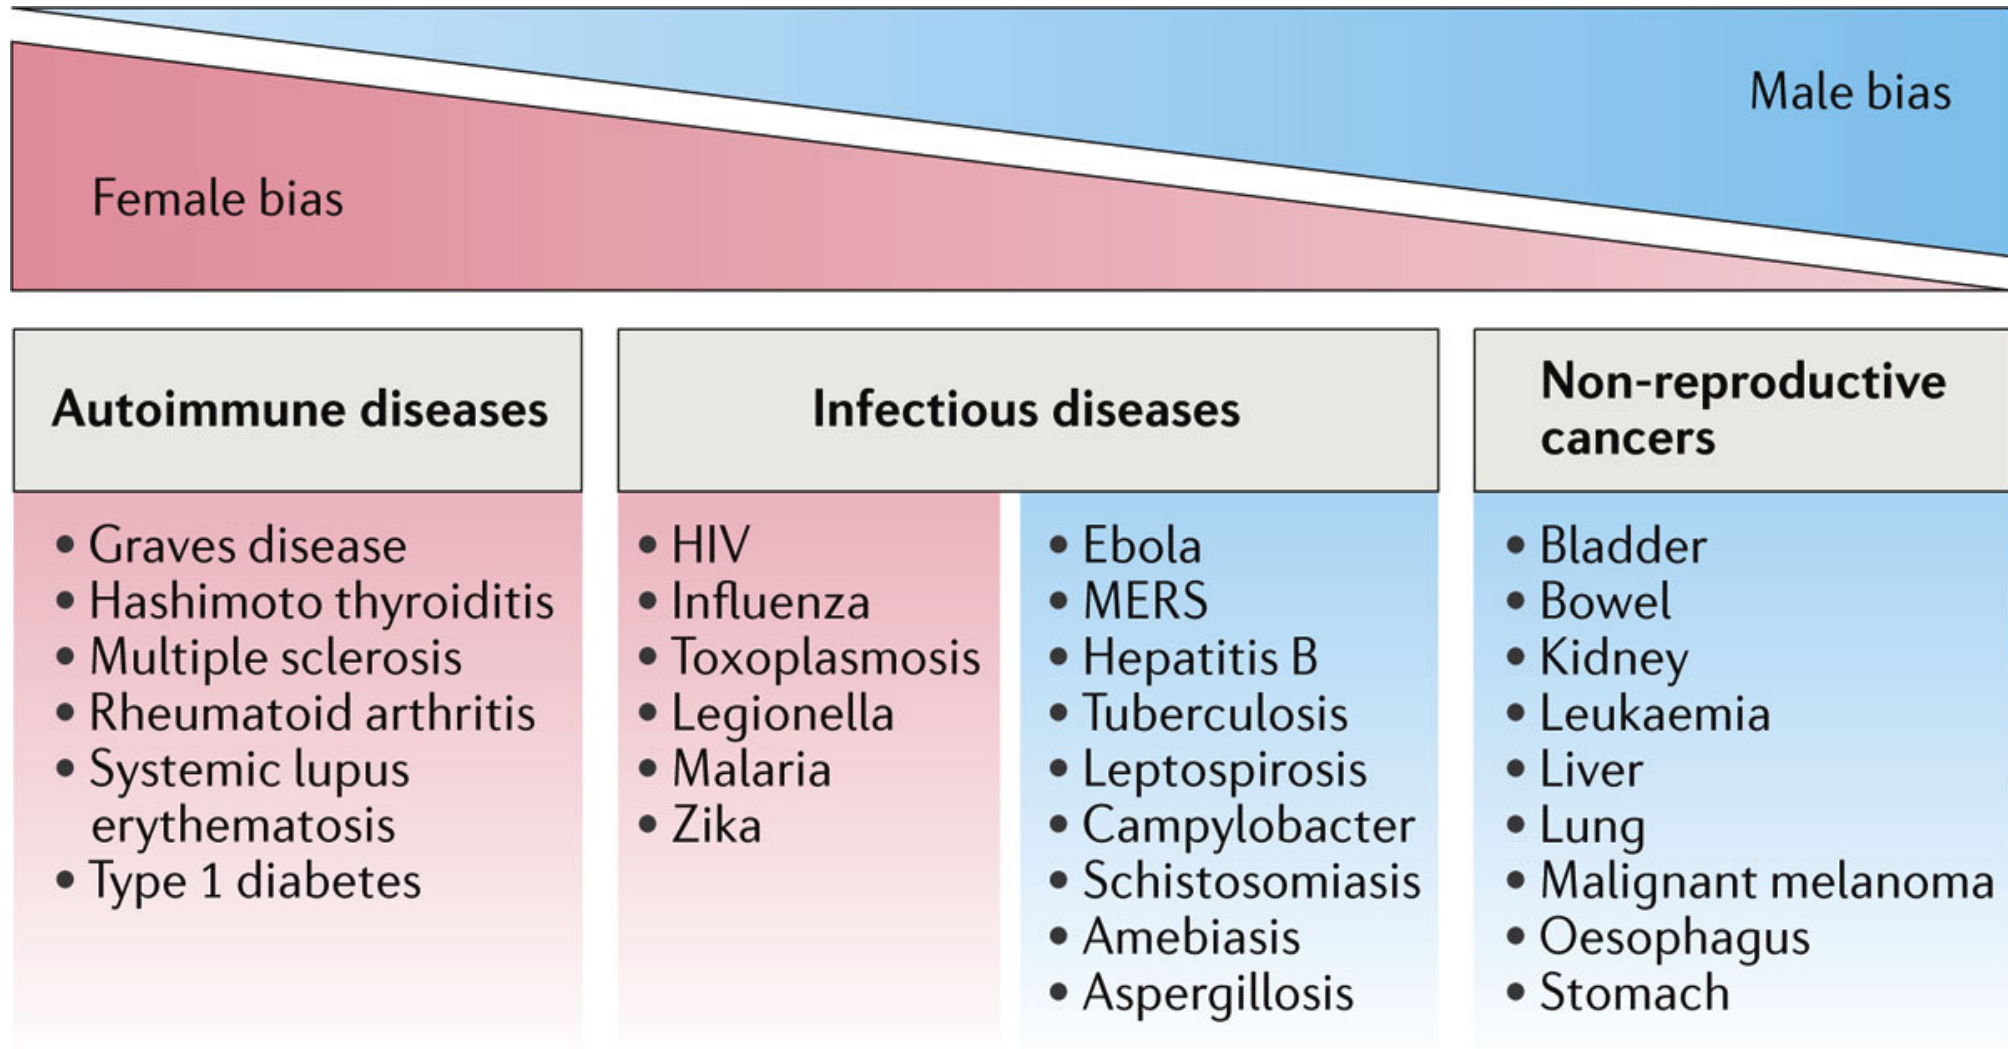 Male bias
Female bias
Autoimmune diseases
• Graves disease
• Hashimoto thyroiditis
• Multiple sclerosis
• Rheumatoid arthritis
• Systemic lupus
erythematosis
• Type 1 diabetes
Infectious diseases
• HIV
• Influenza
• Toxoplasmosis
• Legionella
• Malaria
• Zika
• Ebola
• MERS
• Hepatitis B
• Tuberculosis
• Leptospirosis
• Campylobacter
• Schistosomiasis
• Amebiasis
• Aspergillosis
Non-reproductive
cancers
• Bladder
• Bowel
• Kidney
• Leukaemia
• Liver
• Lung
• Malignant melanoma
• Oesophagus
• Stomach